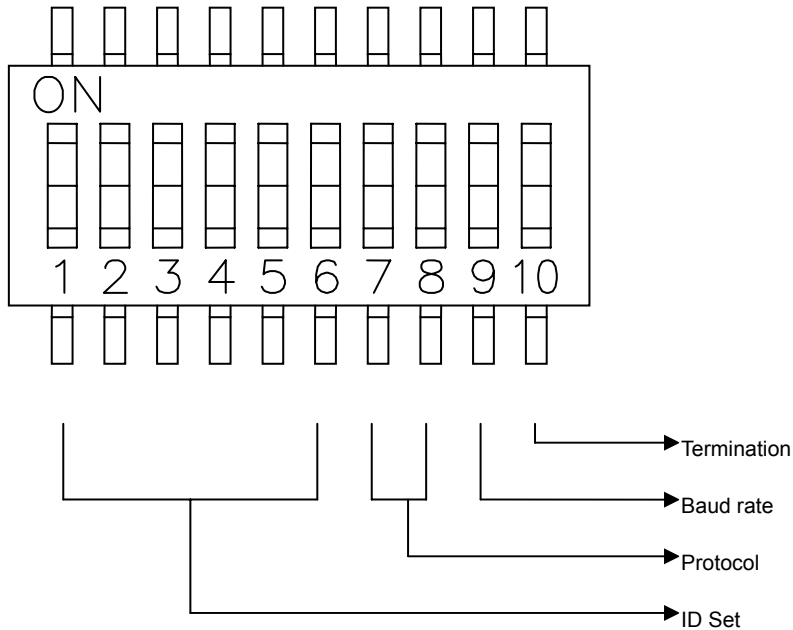 ON
1 2 3 4 5 6 7 8 9 10
Termination
Baud rate
Protocol
ID Set